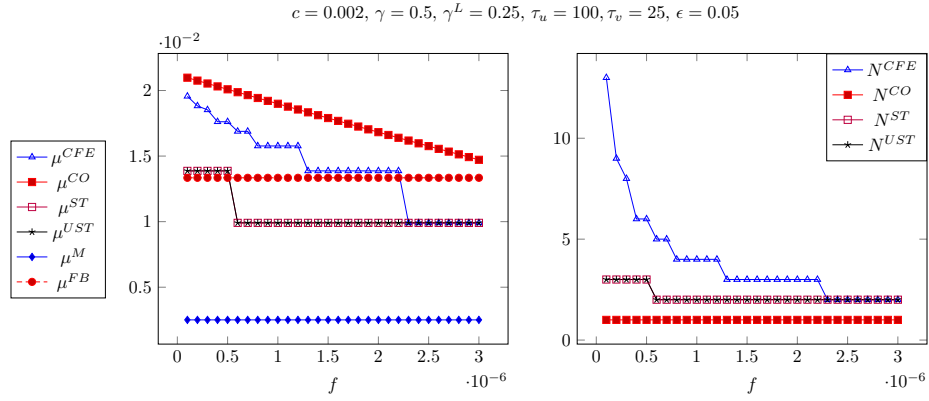 c = 0.002, γ = 0.5, γ^L = 0.25, τ_u = 100, τ_v = 25, ϵ = 0.05
·10^−2
2
1.5
1
0.5
0 0.5 1 1.5 2 2.5 3
·10^−6
f
μ^CFE
μ^CO
μ^ST
μ^UST
μ^M
μ^FB
10
5
0
0 0.5 1 1.5 2 2.5 3
·10^−6
f
N^CFE
N^CO
N^ST
N^UST